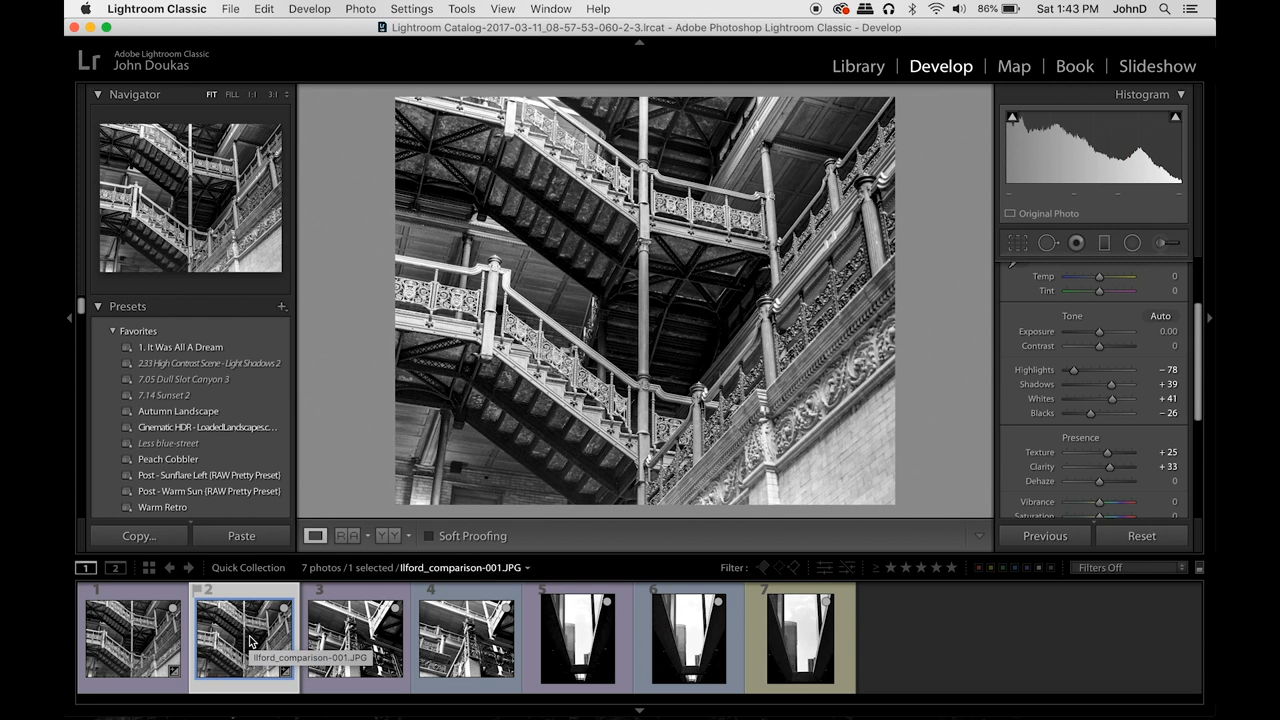 Lightroom Classic File Edit Develop Photo Settings Tools View Window Help 86% Sat 1:43 PM JohnD
Lightroom Catalog-2017-03-11_08-57-53-060-2-3.lrcat - Adobe Photoshop Lightroom Classic - Develop
Lr Adobe Lightroom Classic
John Doukas
Library | Develop | Map | Book | Slideshow
Navigator FIT FILL 1:1 3:1
Histogram
Original Photo
Temp 0
Tint 0
Tone Auto
Exposure 0.00
Contrast 0
Highlights – 78
Shadows + 39
Whites + 41
Blacks – 26
Presence
Texture + 25
Clarity + 33
Dehaze 0
Vibrance 0
Saturation 0
Presets +
Favorites
1. It Was All A Dream
2.33 High Contrast Scene - Light Shadows 2
7.05 Dull Slot Canyon 3
7.14 Sunset 2
Autumn Landscape
Cinematic HDR - LoadedLandscapes.c...
Less blue-street
Peach Cobbler
Post - Sunflare Left {RAW Pretty Preset}
Post - Warm Sun {RAW Pretty Preset}
Warm Retro
Copy... Paste
R A Y Y Soft Proofing
Previous Reset
1 2 Quick Collection 7 photos / 1 selected / Ilford_comparison-001.JPG
Filter : ≥ Filters Off
1 2 3 4 5 6 7
Ilford_comparison-001.JPG